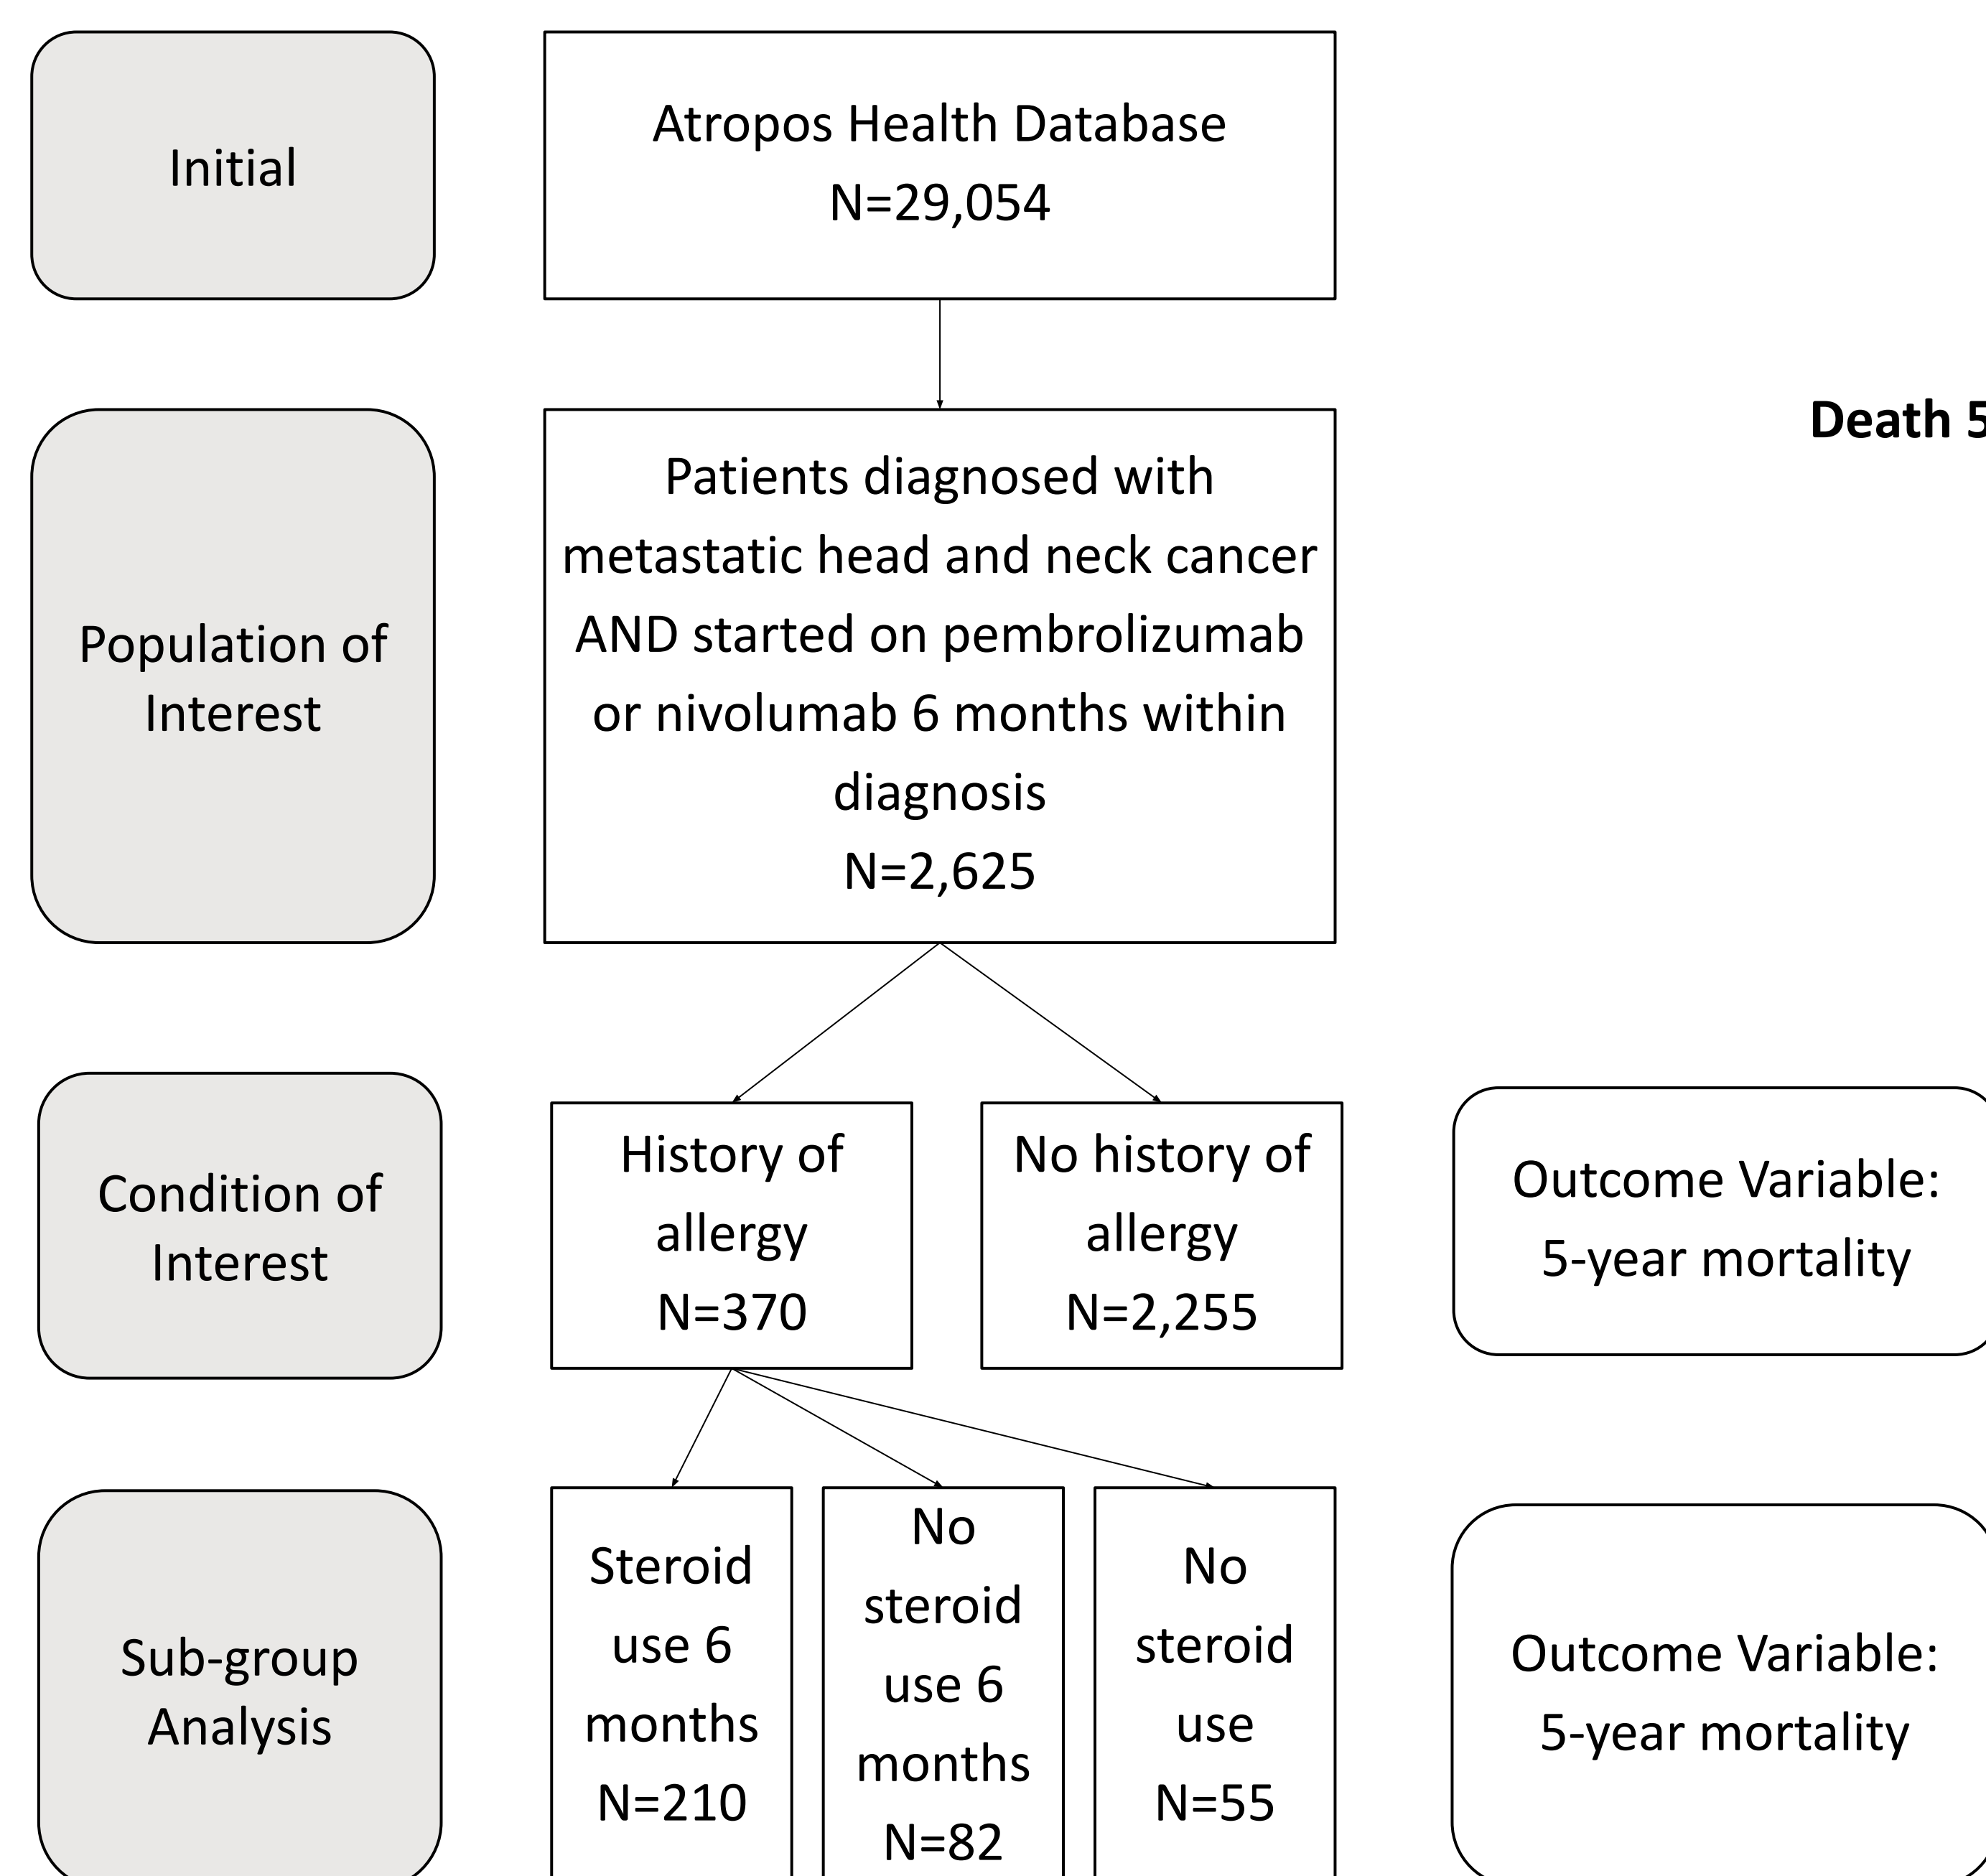 Initial
Atropos Health Database
N=29,054
Death 5
Population of
Interest
Patients diagnosed with
metastatic head and neck cancer
AND started on pembrolizumab
or nivolumab 6 months within
diagnosis
N=2,625
Condition of
Interest
History of
allergy
N=370
No history of
allergy
N=2,255
Outcome Variable:
5-year mortality
Sub-group
Analysis
Steroid
use 6
months
N=210
No
steroid
use 6
months
N=82
No
steroid
use
N=55
Outcome Variable:
5-year mortality